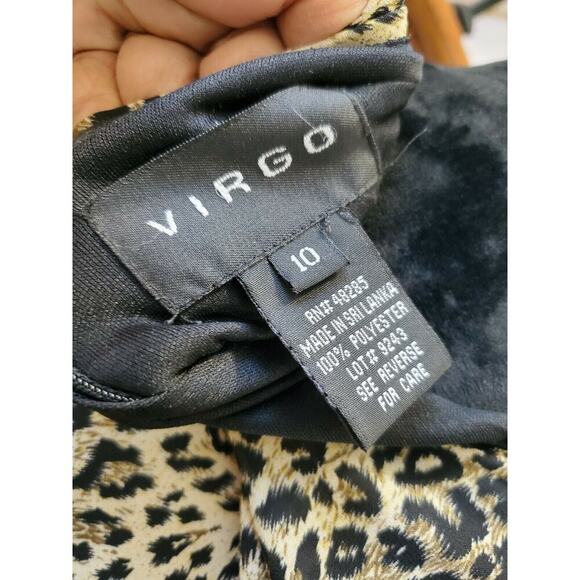 VIRGO
10
RN# 48285
MADE IN SRI LANKA
100% POLYESTER
LOT# 9243
SEE REVERSE
FOR CARE